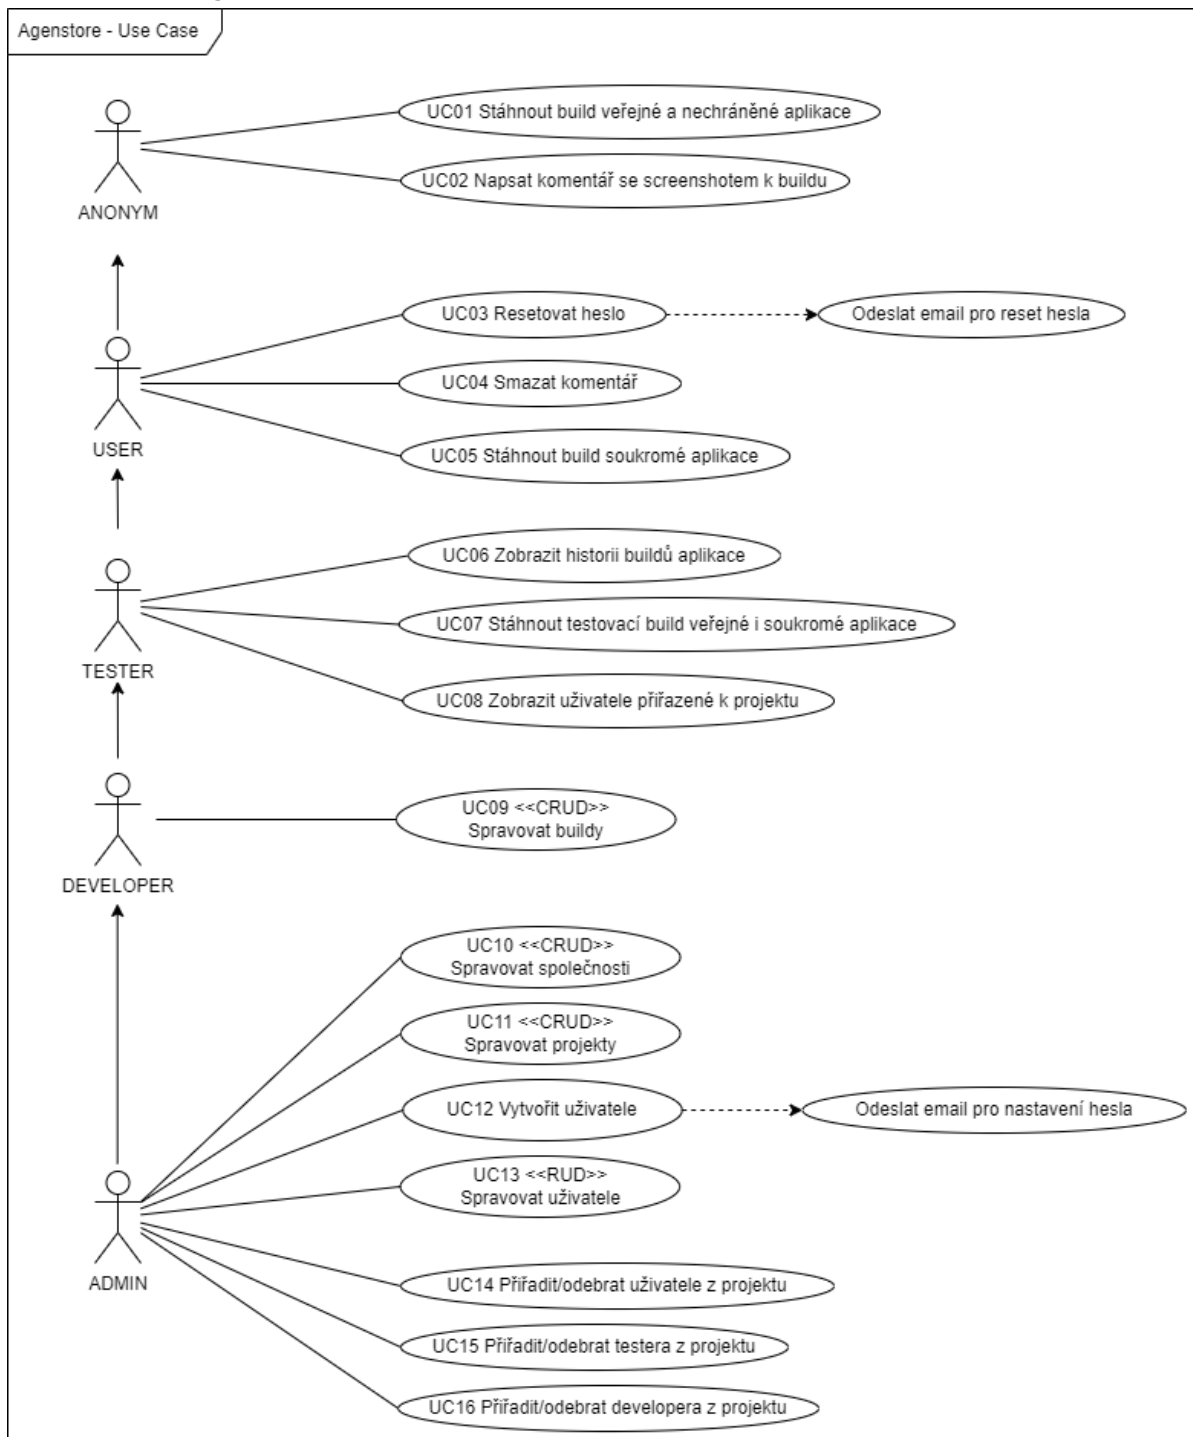 Agenstore - Use Case
UC01 Stáhnout build veřejné a nechráněné aplikace
UC02 Napsat komentář se screenshotem k buildu
ANONYM
UC03 Resetovat heslo
Odeslat email pro reset hesla
UC04 Smazat komentář
USER
UC05 Stáhnout build soukromé aplikace
UC06 Zobrazit historii buildů aplikace
UC07 Stáhnout testovací build veřejné i soukromé aplikace
TESTER
UC08 Zobrazit uživatele přiřazené k projektu
UC09 <<CRUD>>
Spravovat buildy
DEVELOPER
UC10 <<CRUD>>
Spravovat společnosti
UC11 <<CRUD>>
Spravovat projekty
UC12 Vytvořit uživatele
Odeslat email pro nastavení hesla
UC13 <<RUD>>
Spravovat uživatele
ADMIN
UC14 Přiřadit/odebrat uživatele z projektu
UC15 Přiřadit/odebrat testera z projektu
UC16 Přiřadit/odebrat developera z projektu